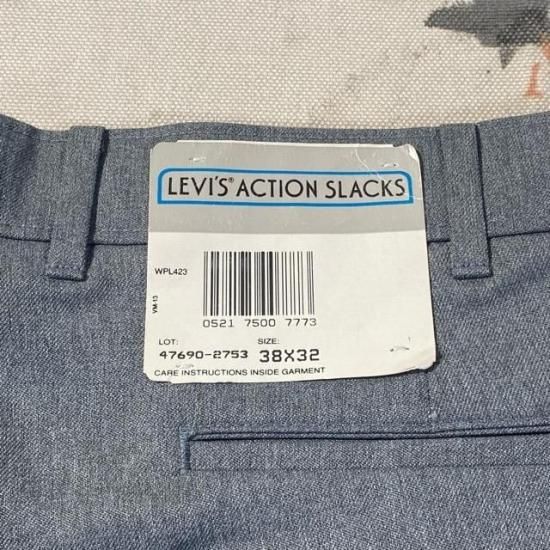 LEVI'S® ACTION SLACKS
WPL423
VM-13
0521 7500 7773
LOT: SIZE:
47690-2753 38X32
CARE INSTRUCTIONS INSIDE GARMENT